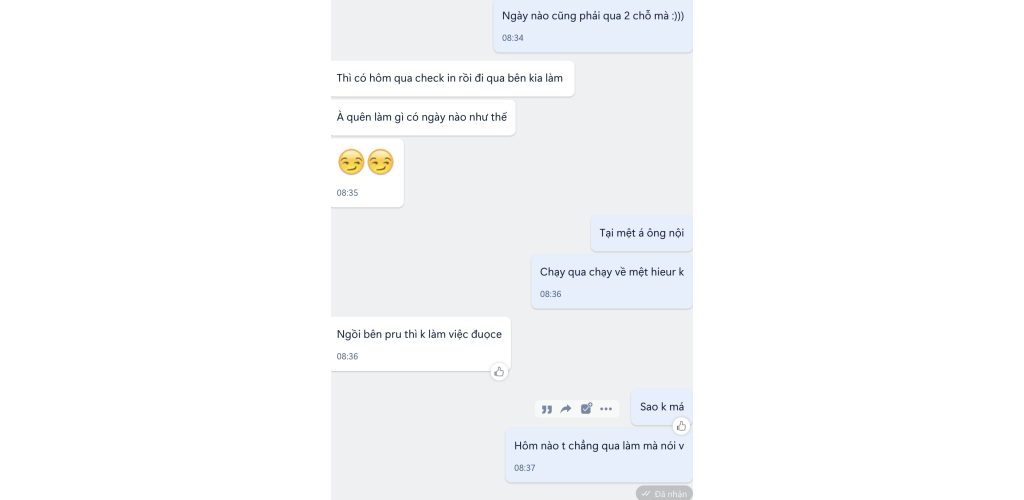 Ngày nào cũng phải qua 2 chỗ mà :)))
08:34
Thì có hôm qua check in rồi đi qua bên kia làm
À quên làm gì có ngày nào như thế
08:35
Tại mệt á ông nội
Chạy qua chạy về mệt hieur k
08:36
Ngồi bên pru thì k làm việc đuọce
08:36
Sao k má
Hôm nào t chẳng qua làm mà nói v
08:37
Đã nhận